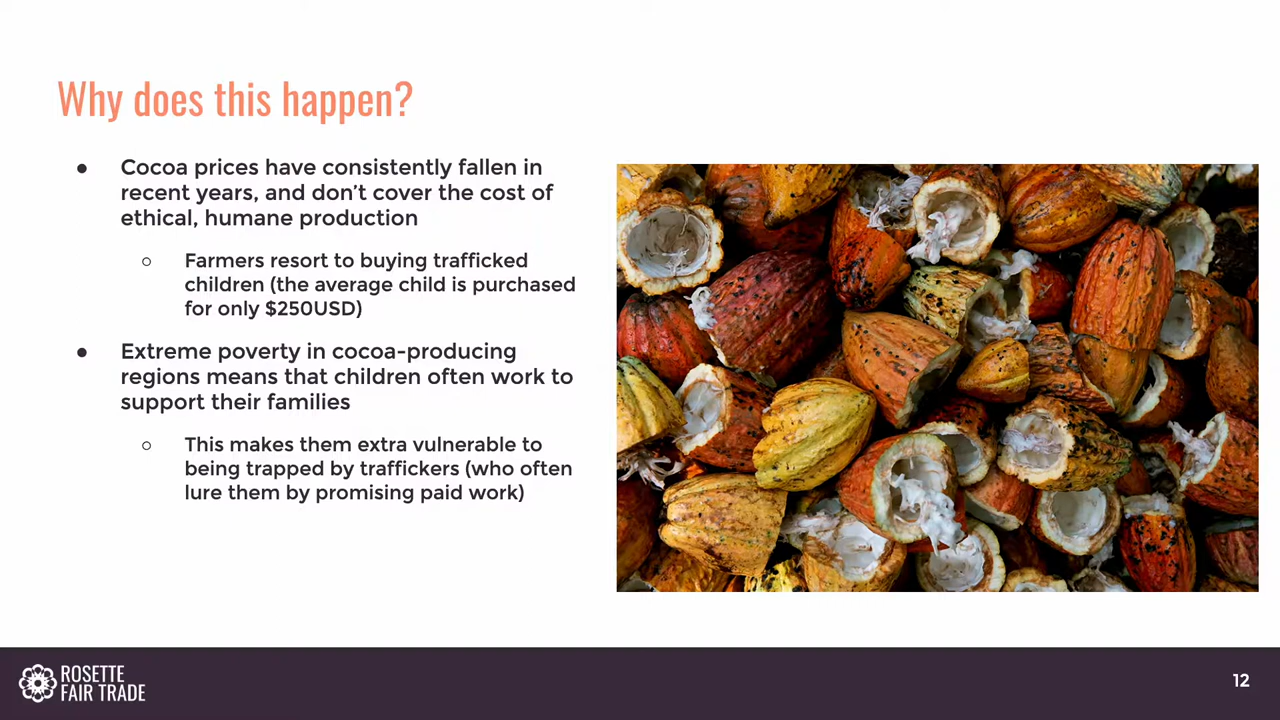 Why does this happen?
● Cocoa prices have consistently fallen in
recent years, and don’t cover the cost of
ethical, humane production
○ Farmers resort to buying trafficked
children (the average child is purchased
for only $250USD)
● Extreme poverty in cocoa-producing
regions means that children often work to
support their families
○ This makes them extra vulnerable to
being trapped by traffickers (who often
lure them by promising paid work)
ROSETTE
FAIR TRADE
12